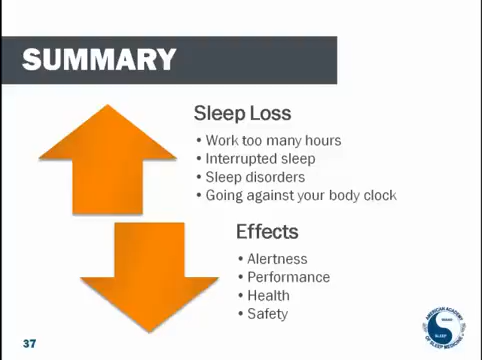 SUMMARY
Sleep Loss
• Work too many hours
• Interrupted sleep
• Sleep disorders
• Going against your body clock
Effects
• Alertness
• Performance
• Health
• Safety
37
AMERICAN ACADEMY
OF SLEEP MEDICINE
SLEEP